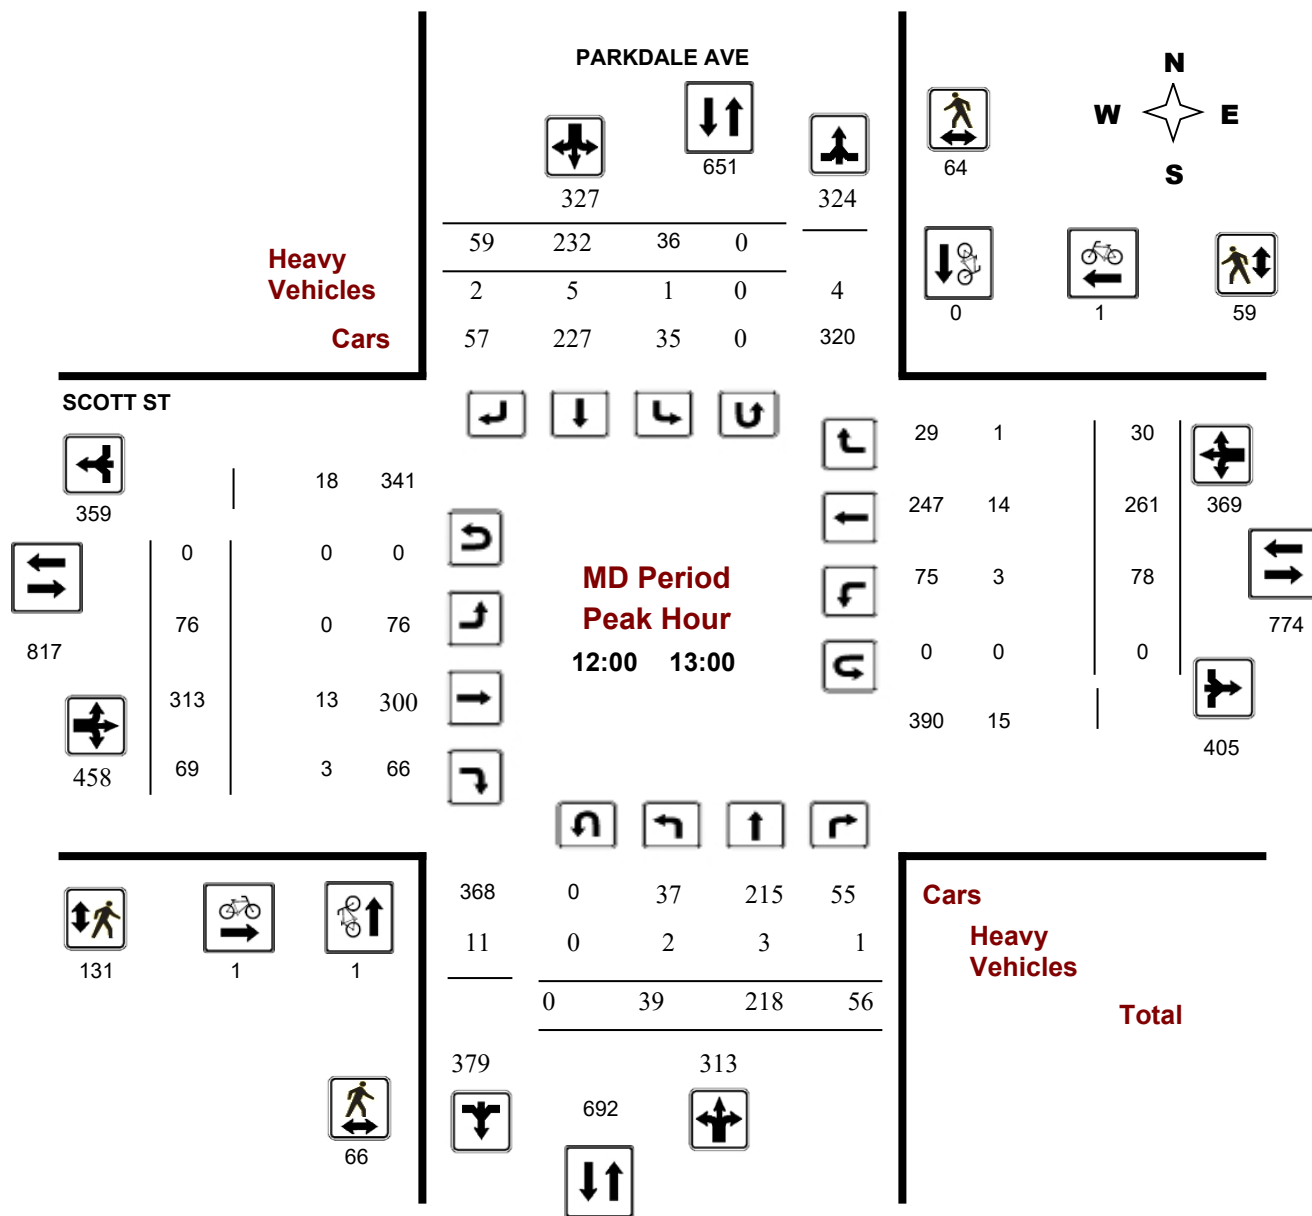 PARKDALE AVE
N
W E
S
651
64
327 324
Heavy
Vehicles
Cars
59 232 36 0
2 5 1 0 4
57 227 35 0 320
0 1 59
SCOTT ST
359
18 341
0 0 0
817
76 0 76
313 13 300
458
69 3 66
MD Period
Peak Hour
12:00 13:00
29 1 30
369
247 14 261
75 3 78
774
0 0 0
390 15
405
131 1 1
368 0 37 215 55
11 0 2 3 1
0 39 218 56
Cars
Heavy
Vehicles
Total
379 313
692
66